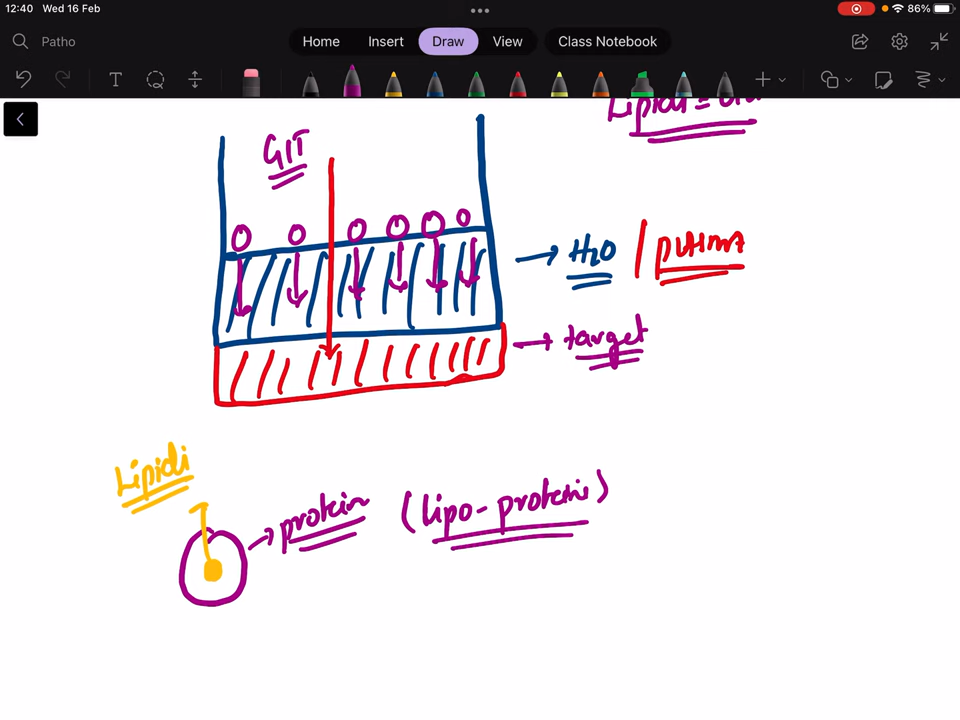 12:40 Wed 16 Feb
86%
Patho
Home Insert Draw View Class Notebook
T
GIT
→ H2O / PLASMA
→ target
Lipidi
→ protein (lipo-proteins)